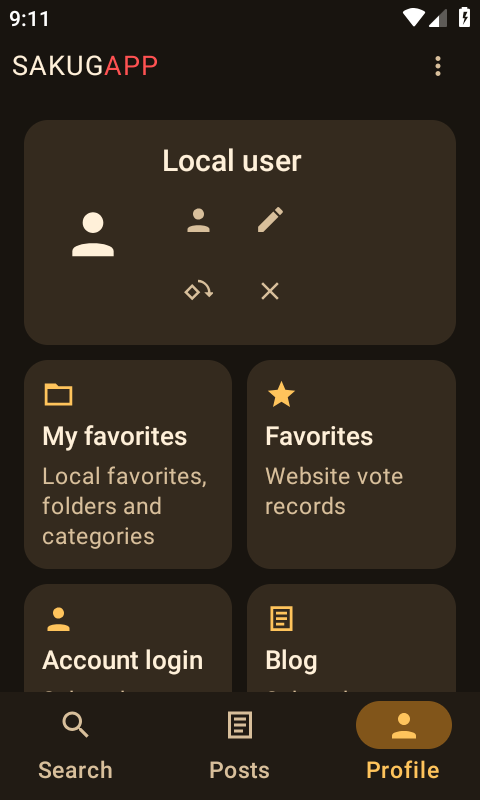 9:11
SAKUGAPP
Local user
My favorites
Local favorites,
folders and
categories
Favorites
Website vote
records
Account login
Blog
Search
Posts
Profile